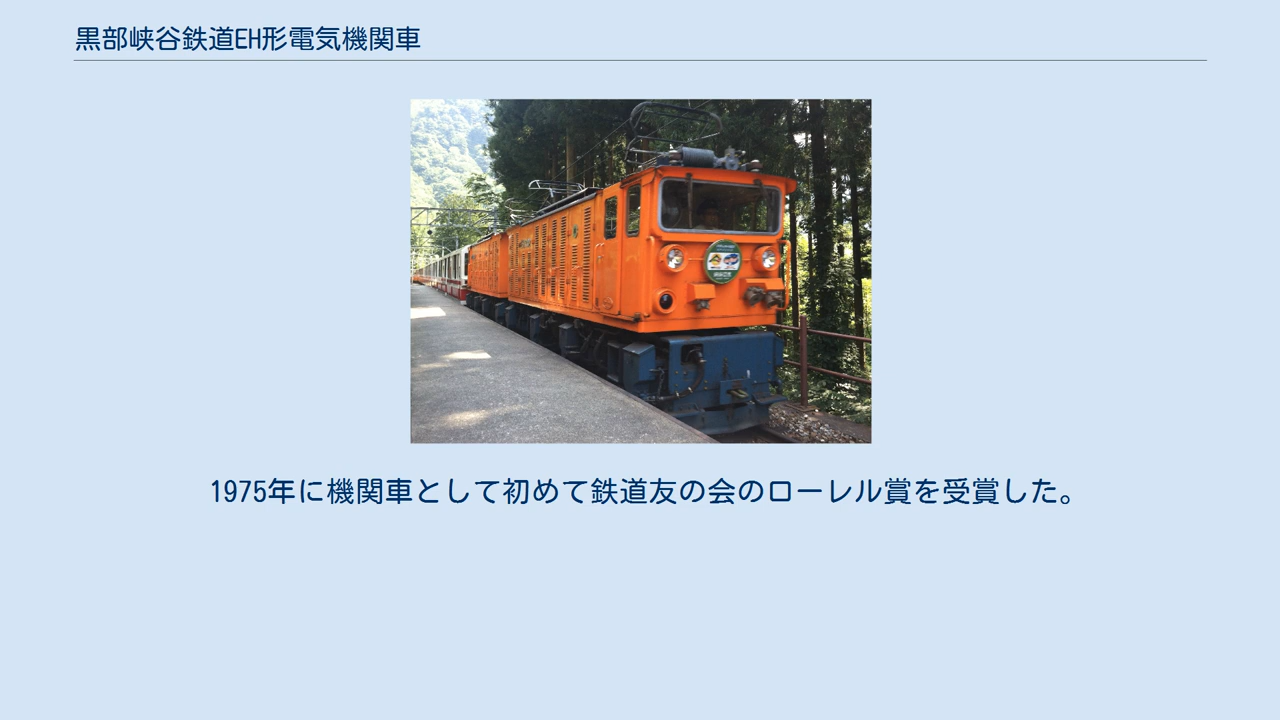 黒部峡谷鉄道EH形電気機関車
1975年に機関車として初めて鉄道友の会のローレル賞を受賞した。